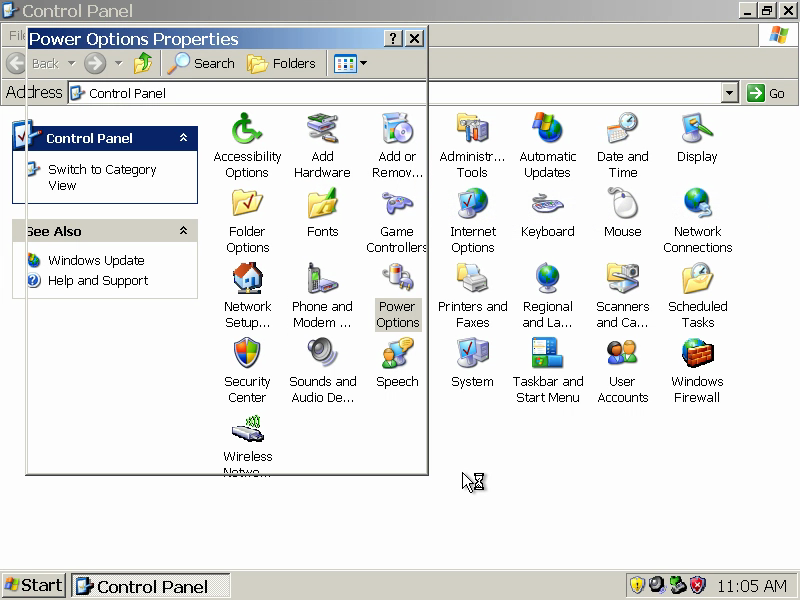 Control Panel
Power Options Properties
Back
Search
Folders
Address
Control Panel
Go
Control Panel
Switch to Category
View
See Also
Windows Update
Help and Support
Accessibility
Options
Add
Hardware
Add or
Remov...
Administr...
Tools
Automatic
Updates
Date and
Time
Display
Folder
Options
Fonts
Game
Controllers
Internet
Options
Keyboard
Mouse
Network
Connections
Network
Setup...
Phone and
Modem ...
Power
Options
Printers and
Faxes
Regional
and La...
Scanners
and Ca...
Scheduled
Tasks
Security
Center
Sounds and
Audio De...
Speech
System
Taskbar and
Start Menu
User
Accounts
Windows
Firewall
Wireless
Netwo...
Start
Control Panel
11:05 AM